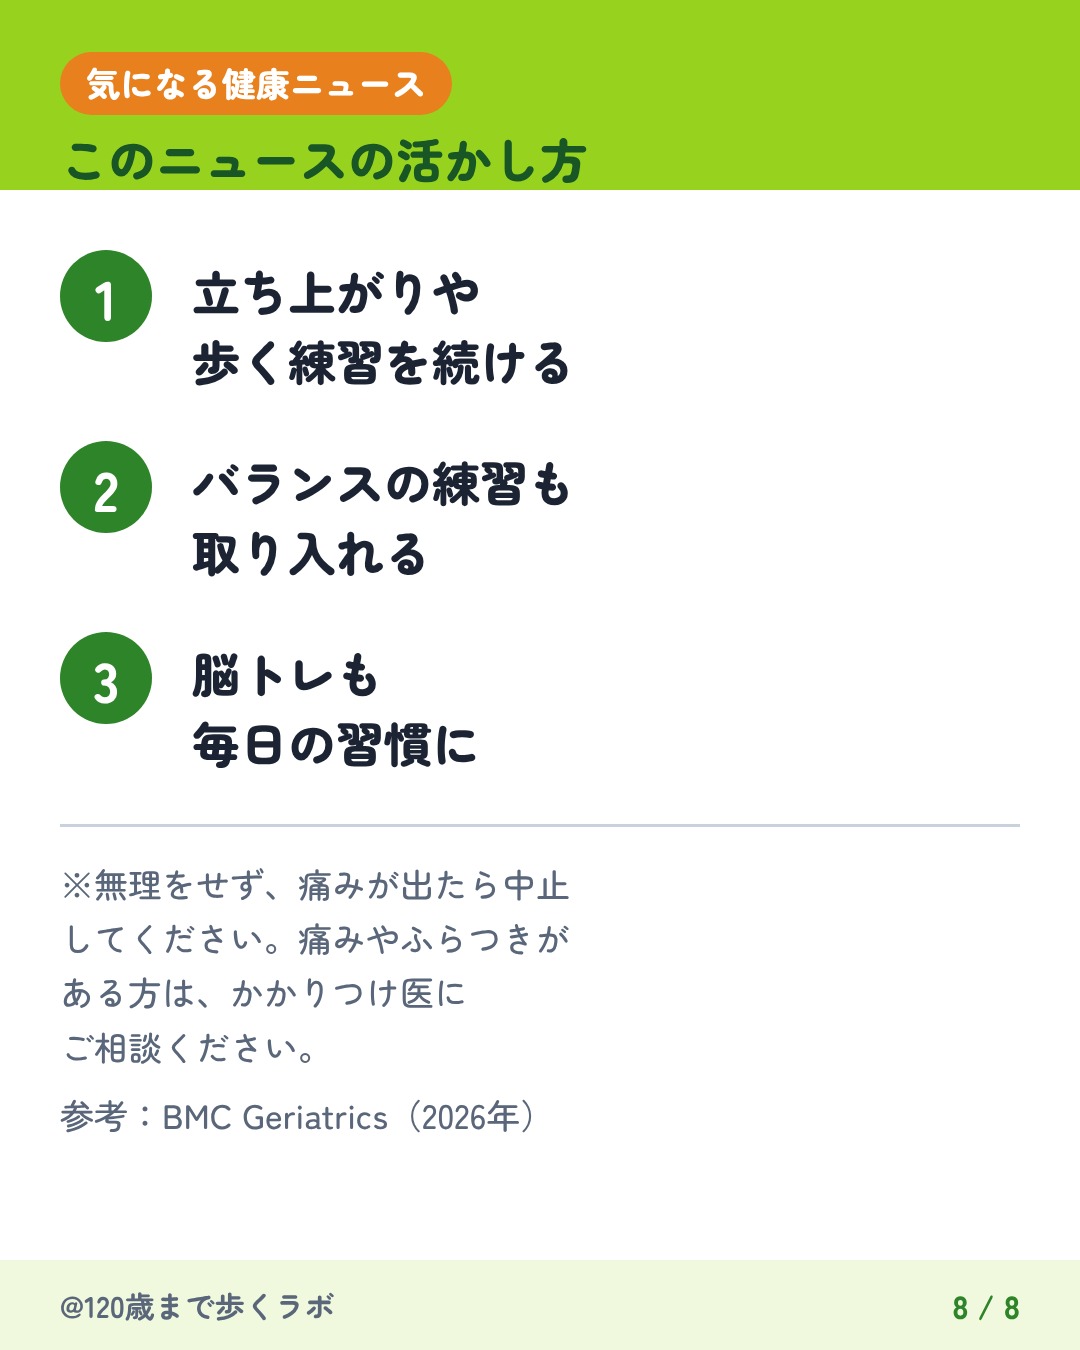 気になる健康ニュース
このニュースの活かし方
1
立ち上がりや
歩く練習を続ける
2
バランスの練習も
取り入れる
3
脳トレも
毎日の習慣に
※無理をせず、痛みが出たら中止
してください。痛みやふらつきが
ある方は、かかりつけ医に
ご相談ください。
参考：BMC Geriatrics（2026年）
@120歳まで歩くラボ
8 / 8